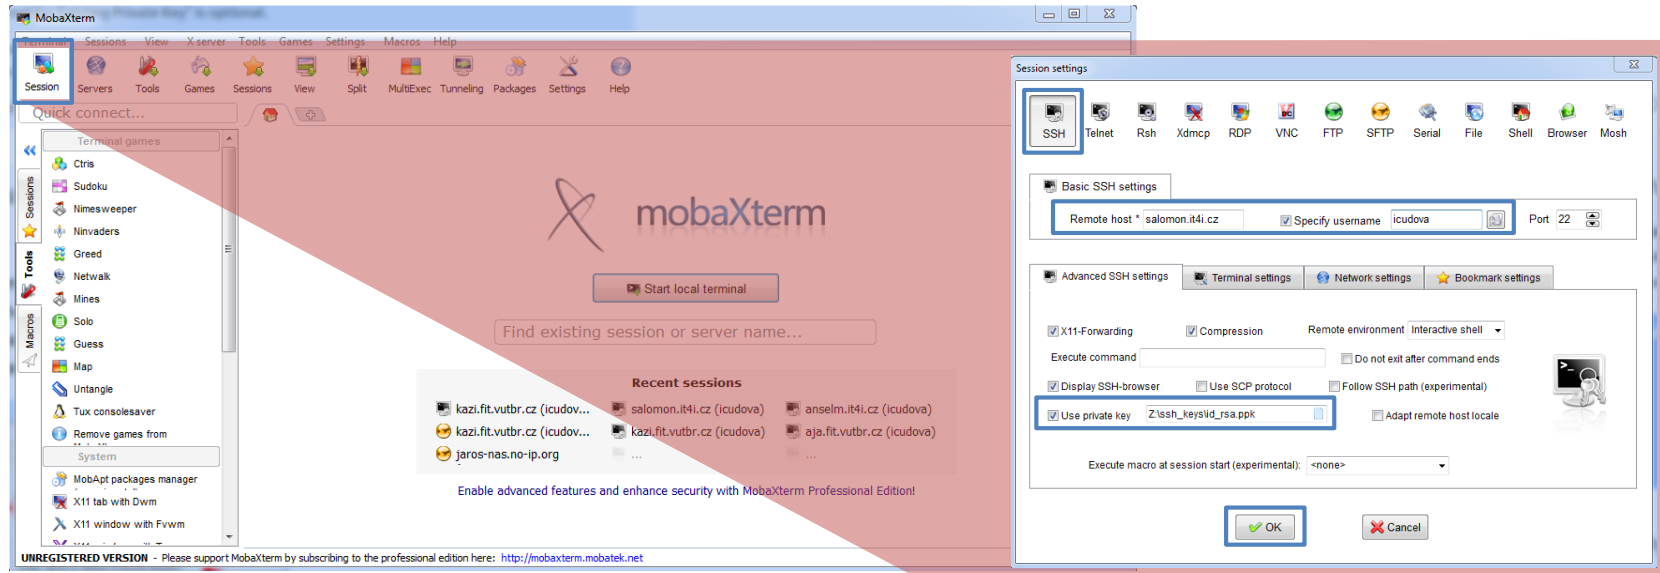 Private Key" is optional.
MobaXterm
Terminal Sessions View X server Tools Games Settings Macros Help
Session Servers Tools Games Sessions View Split MultiExec Tunneling Packages Settings Help
Quick connect...
Sessions
Tools
Macros
Terminal games
Ctris
Sudoku
Nimesweeper
Ninvaders
Greed
Netwalk
Mines
Solo
Guess
Map
Untangle
Tux consolesaver
Remove games from
System
MobApt packages manager
X11 tab with Dwm
X11 window with Fvwm
mobaXterm
Start local terminal
Find existing session or server name...
Recent sessions
kazi.fit.vutbr.cz (icudov... salomon.it4i.cz (icudova) anselm.it4i.cz (icudova)
kazi.fit.vutbr.cz (icudov... kazi.fit.vutbr.cz (icudova) aja.fit.vutbr.cz (icudova)
jaros-nas.no-ip.org ... ...
Enable advanced features and enhance security with MobaXterm Professional Edition!
UNREGISTERED VERSION - Please support MobaXterm by subscribing to the professional edition here: http://mobaxterm.mobatek.net
Session settings
SSH Telnet Rsh Xdmcp RDP VNC FTP SFTP Serial File Shell Browser Mosh
Basic SSH settings
Remote host * salomon.it4i.cz Specify username icudova Port 22
Advanced SSH settings Terminal settings Network settings Bookmark settings
X11-Forwarding Compression Remote environment Interactive shell
Execute command Do not exit after command ends
Display SSH-browser Use SCP protocol Follow SSH path (experimental)
Use private key Z:\ssh_keys\id_rsa.ppk Adapt remote host locale
Execute macro at session start (experimental): <none>
OK Cancel